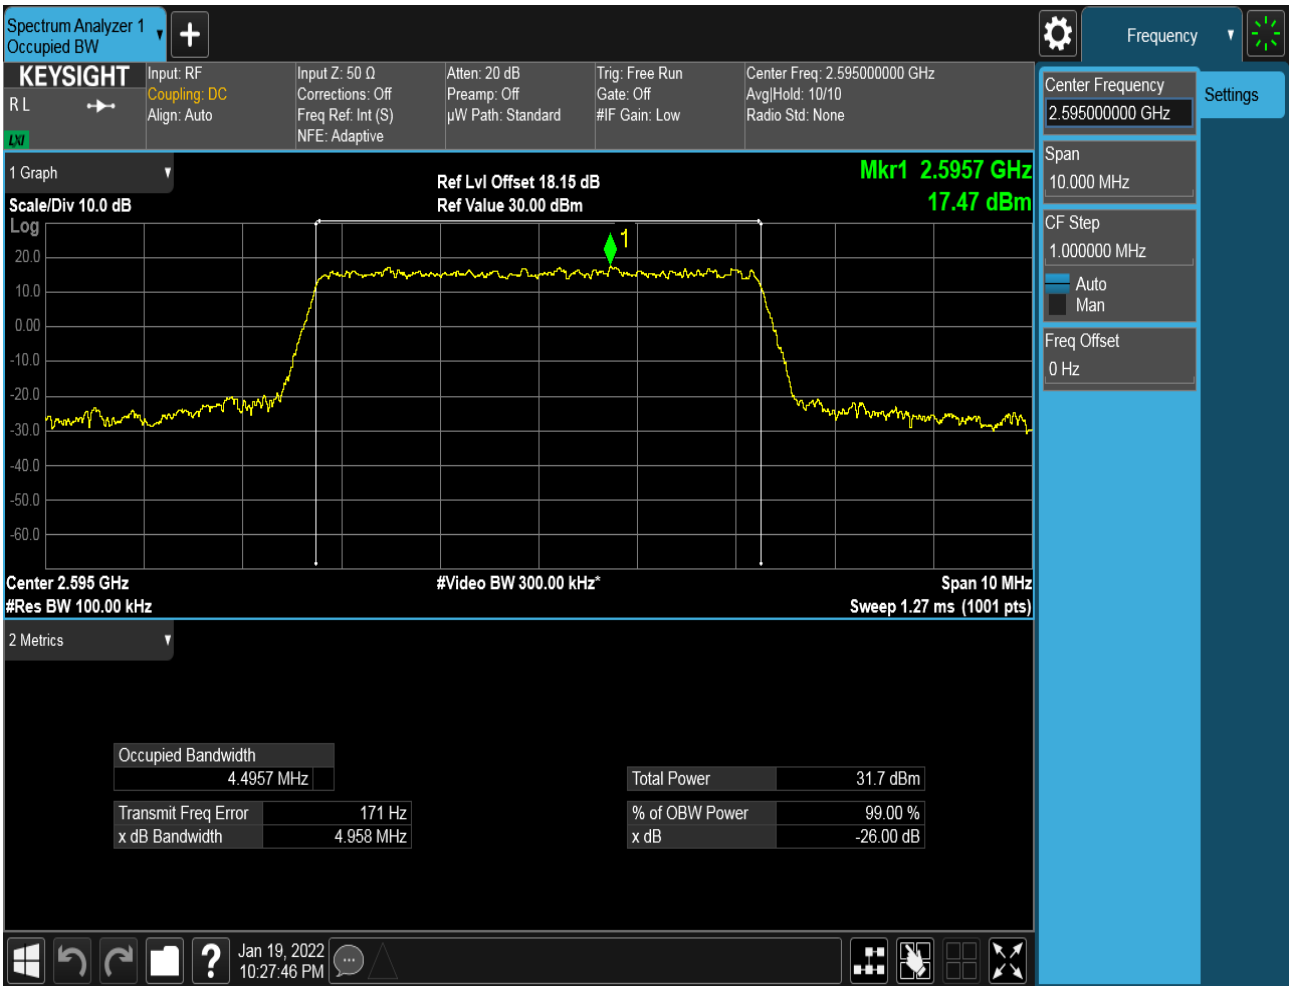 Spectrum Analyzer 1
Occupied BW
+
Frequency
KEYSIGHT
R L
LXI
Input: RF
Coupling: DC
Align: Auto
Input Z: 50 Ω
Corrections: Off
Freq Ref: Int (S)
NFE: Adaptive
Atten: 20 dB
Preamp: Off
µW Path: Standard
Trig: Free Run
Gate: Off
#IF Gain: Low
Center Freq: 2.595000000 GHz
Avg|Hold: 10/10
Radio Std: None
Center Frequency
2.595000000 GHz
Settings
Span
10.000 MHz
CF Step
1.000000 MHz
Auto
Man
Freq Offset
0 Hz
1 Graph
Scale/Div 10.0 dB
Ref Lvl Offset 18.15 dB
Ref Value 30.00 dBm
Mkr1 2.5957 GHz
17.47 dBm
Log
1
20.0
10.0
0.00
-10.0
-20.0
-30.0
-40.0
-50.0
-60.0
Center 2.595 GHz
#Video BW 300.00 kHz*
Span 10 MHz
#Res BW 100.00 kHz
Sweep 1.27 ms (1001 pts)
2 Metrics
Occupied Bandwidth
4.4957 MHz
Total Power 31.7 dBm
Transmit Freq Error 171 Hz
% of OBW Power 99.00 %
x dB Bandwidth 4.958 MHz
x dB -26.00 dB
?
Jan 19, 2022
10:27:46 PM